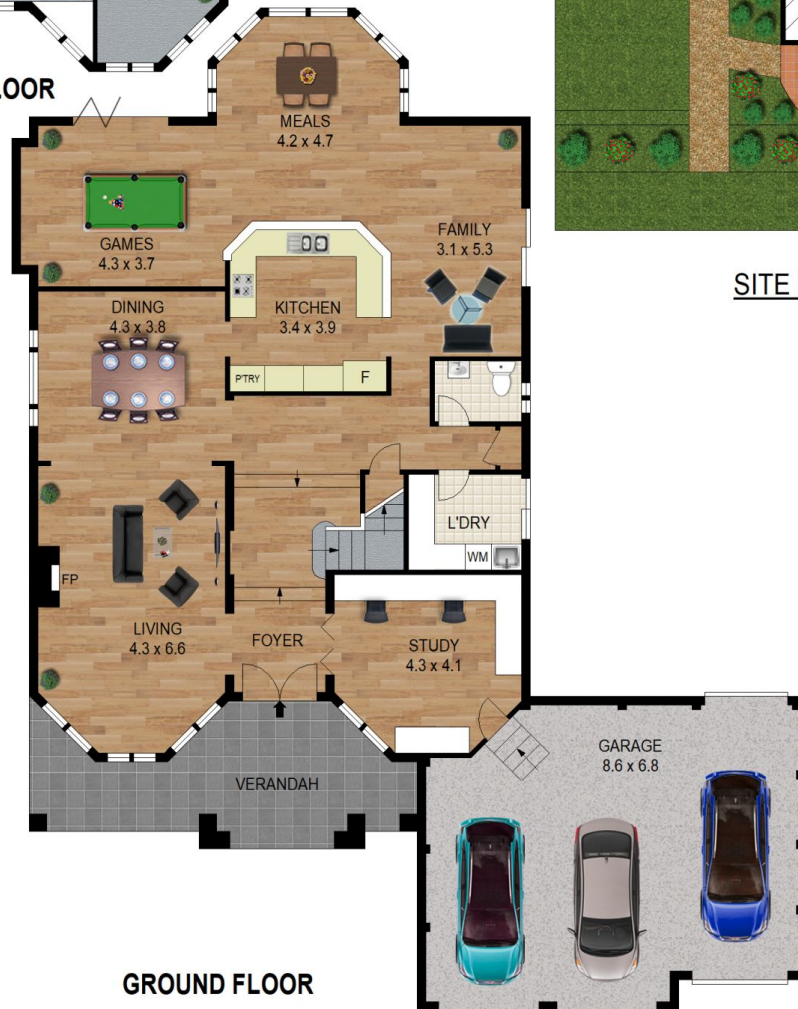 LOOR
MEALS
4.2 x 4.7
GAMES
4.3 x 3.7
FAMILY
3.1 x 5.3
SITE
DINING
4.3 x 3.8
KITCHEN
3.4 x 3.9
P'TRY
F
L'DRY
WM
FP
LIVING
4.3 x 6.6
FOYER
STUDY
4.3 x 4.1
GARAGE
8.6 x 6.8
VERANDAH
GROUND FLOOR